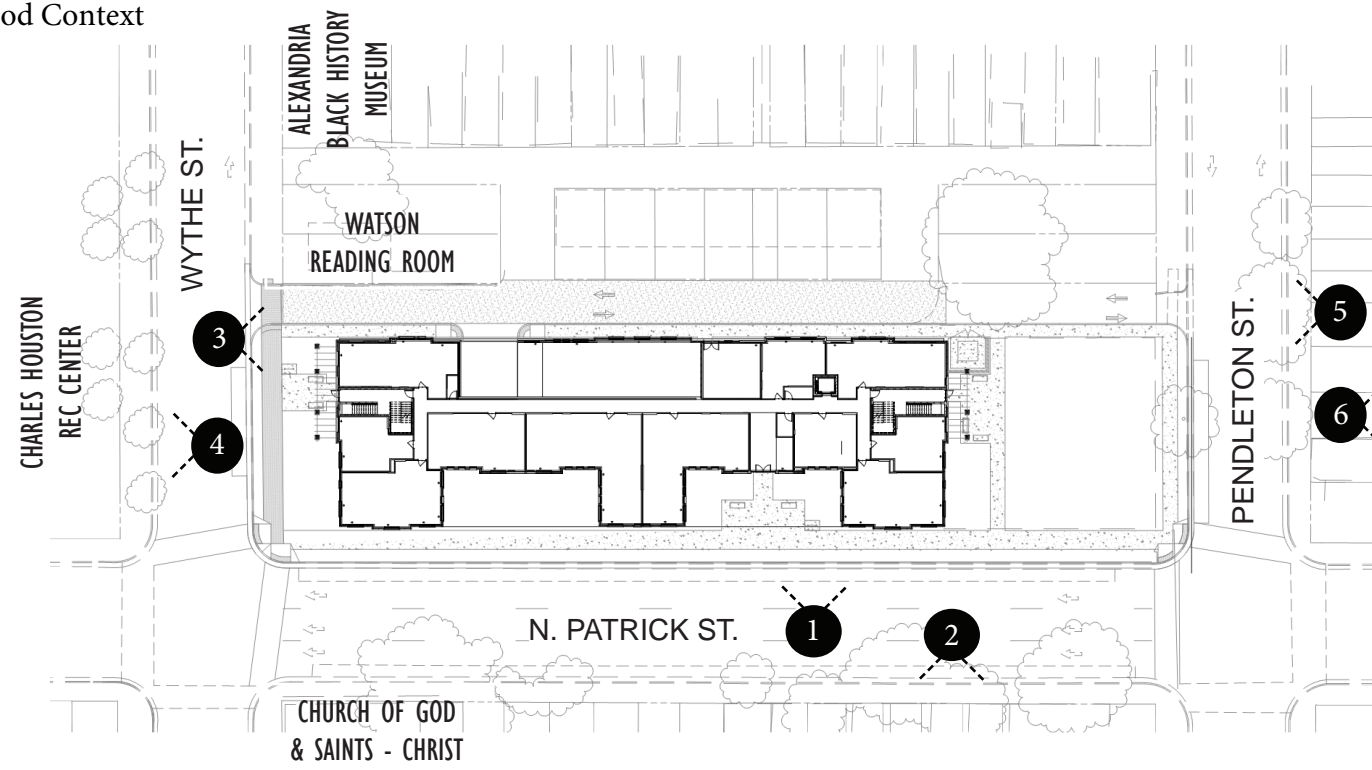 od Context
ALEXANDRIA
BLACK HISTORY
MUSEUM
WYTHE ST.
WATSON
READING ROOM
CHARLES HOUSTON
REC CENTER
3
4
5
6
PENDLETON ST.
N. PATRICK ST.
1
2
CHURCH OF GOD
& SAINTS - CHRIST